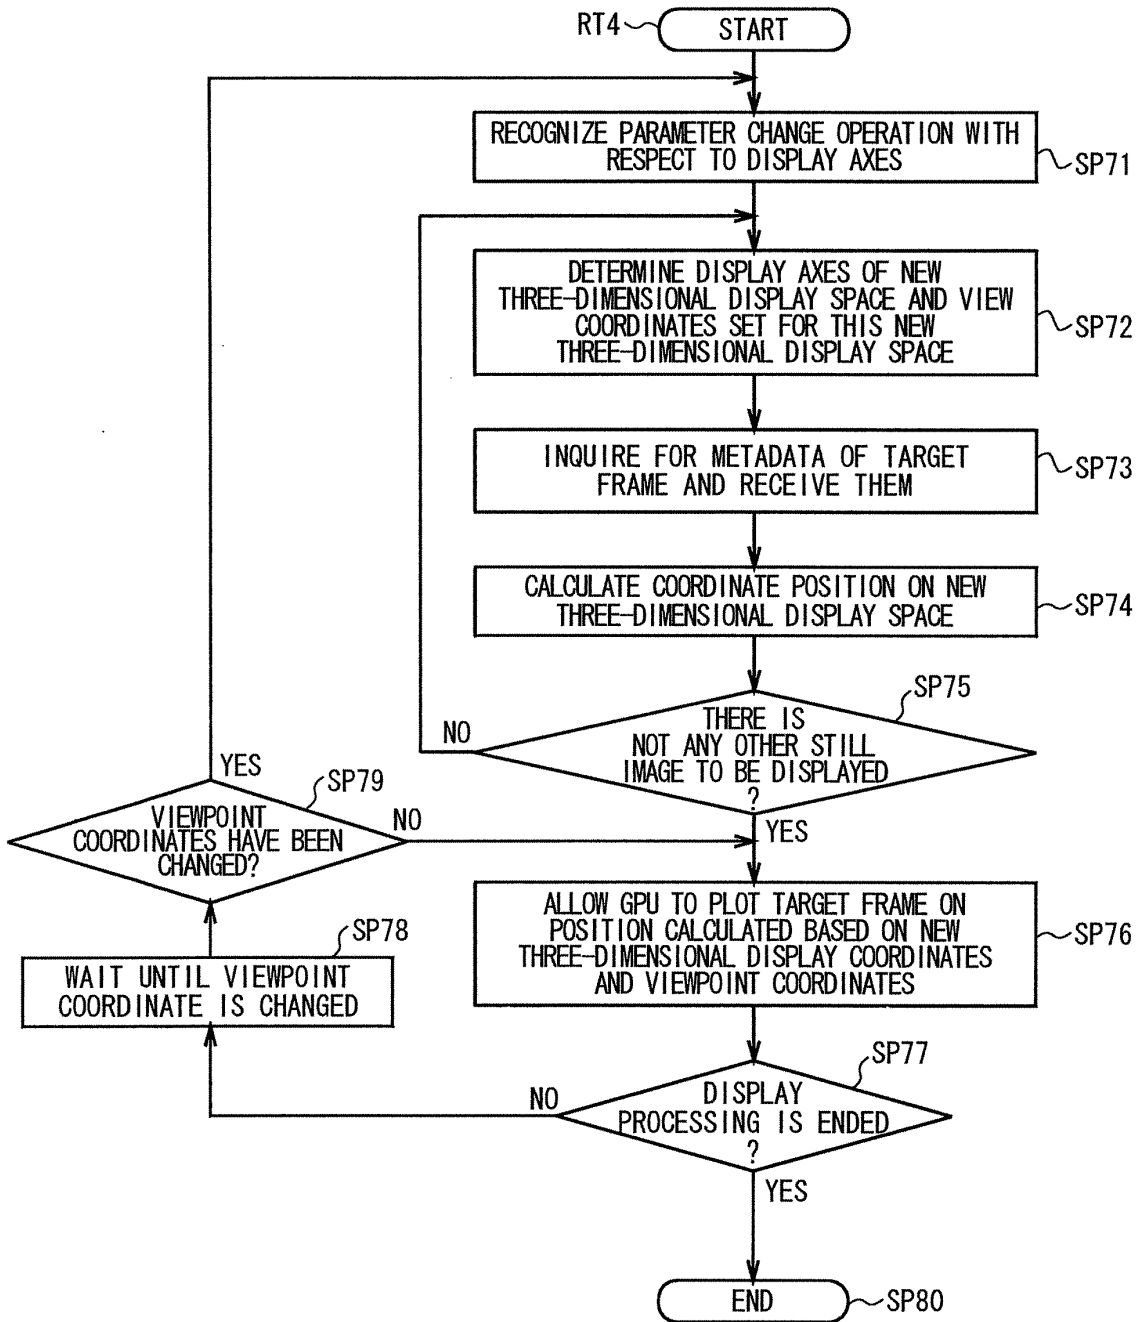 RT4
START
RECOGNIZE PARAMETER CHANGE OPERATION WITH
RESPECT TO DISPLAY AXES
SP71
DETERMINE DISPLAY AXES OF NEW
THREE-DIMENSIONAL DISPLAY SPACE AND VIEW
COORDINATES SET FOR THIS NEW
THREE-DIMENSIONAL DISPLAY SPACE
SP72
INQUIRE FOR METADATA OF TARGET
FRAME AND RECEIVE THEM
SP73
CALCULATE COORDINATE POSITION ON NEW
THREE-DIMENSIONAL DISPLAY SPACE
SP74
SP75
THERE IS
NOT ANY OTHER STILL
IMAGE TO BE DISPLAYED
?
NO
YES
YES
SP79
VIEWPOINT
COORDINATES HAVE BEEN
CHANGED?
NO
ALLOW GPU TO PLOT TARGET FRAME ON
POSITION CALCULATED BASED ON NEW
THREE-DIMENSIONAL DISPLAY COORDINATES
AND VIEWPOINT COORDINATES
SP76
SP78
WAIT UNTIL VIEWPOINT
COORDINATE IS CHANGED
SP77
DISPLAY
PROCESSING IS ENDED
?
NO
YES
END
SP80